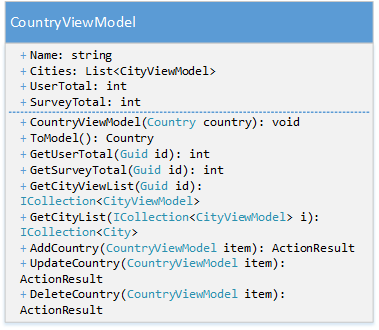 CountryViewModel
+ Name: string
+ Cities: List<CityViewModel>
+ UserTotal: int
+ SurveyTotal: int
+ CountryViewModel(Country country): void
+ ToModel(): Country
+ GetUserTotal(Guid id): int
+ GetSurveyTotal(Guid id): int
+ GetCityViewList(Guid id):
ICollection<CityViewModel>
+ GetCityList(ICollection<CityViewModel> i):
ICollection<City>
+ AddCountry(CountryViewModel item): ActionResult
+ UpdateCountry(CountryViewModel item):
ActionResult
+ DeleteCountry(CountryViewModel item):
ActionResult